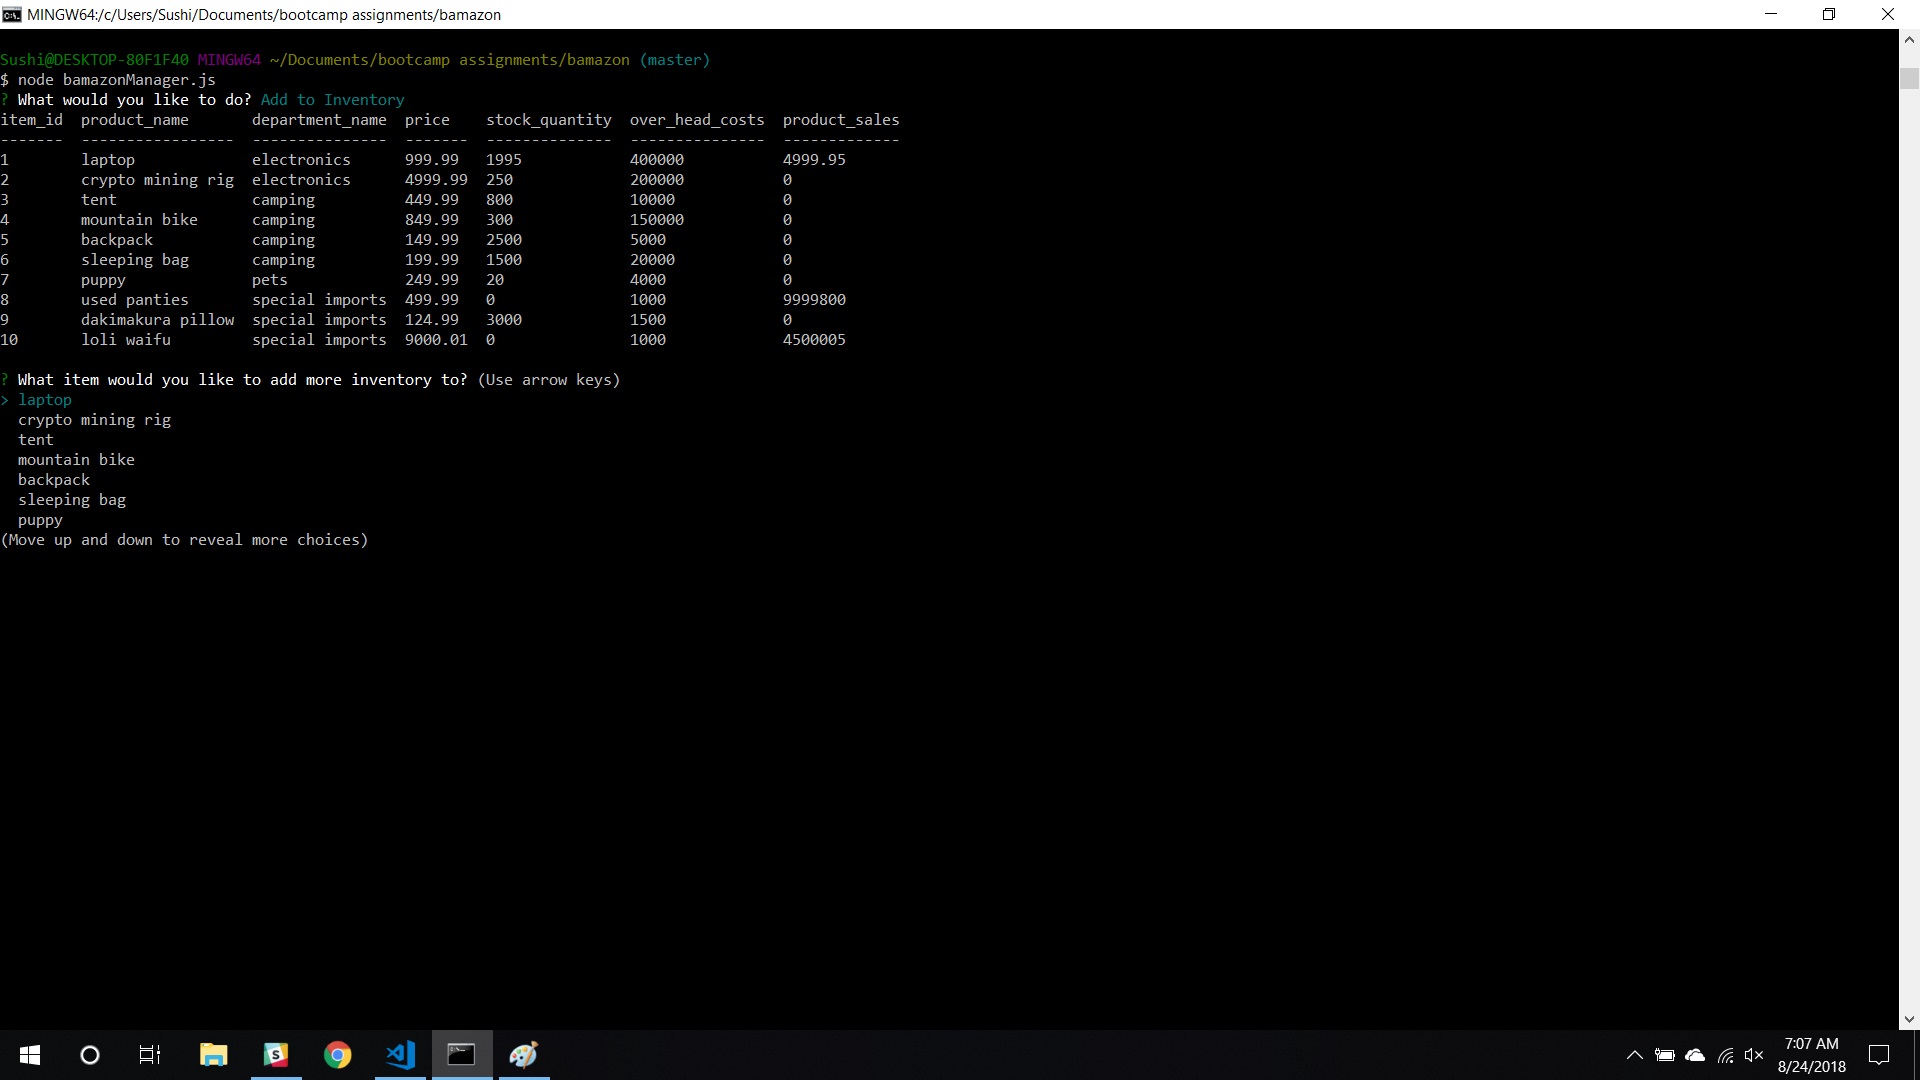 MINGW64:/c/Users/Sushi/Documents/bootcamp assignments/bamazon
Sushi@DESKTOP-80F1F40 MINGW64 ~/Documents/bootcamp assignments/bamazon (master)
$ node bamazonManager.js
? What would you like to do? Add to Inventory
item_id  product_name       department_name  price    stock_quantity  over_head_costs  product_sales
-------  -----------------  ---------------  -------  --------------  ---------------  -------------
1        laptop             electronics      999.99   1995            400000           4999.95
2        crypto mining rig  electronics      4999.99  250             200000           0
3        tent               camping          449.99   800             10000            0
4        mountain bike      camping          849.99   300             150000           0
5        backpack           camping          149.99   2500            5000             0
6        sleeping bag       camping          199.99   1500            20000            0
7        puppy              pets             249.99   20              4000             0
8        used panties       special imports  499.99   0               1000             9999800
9        dakimakura pillow  special imports  124.99   3000            1500             0
10       loli waifu         special imports  9000.01  0               1000             4500005
? What item would you like to add more inventory to? (Use arrow keys)
> laptop
  crypto mining rig
  tent
  mountain bike
  backpack
  sleeping bag
  puppy
(Move up and down to reveal more choices)
7:07 AM
8/24/2018